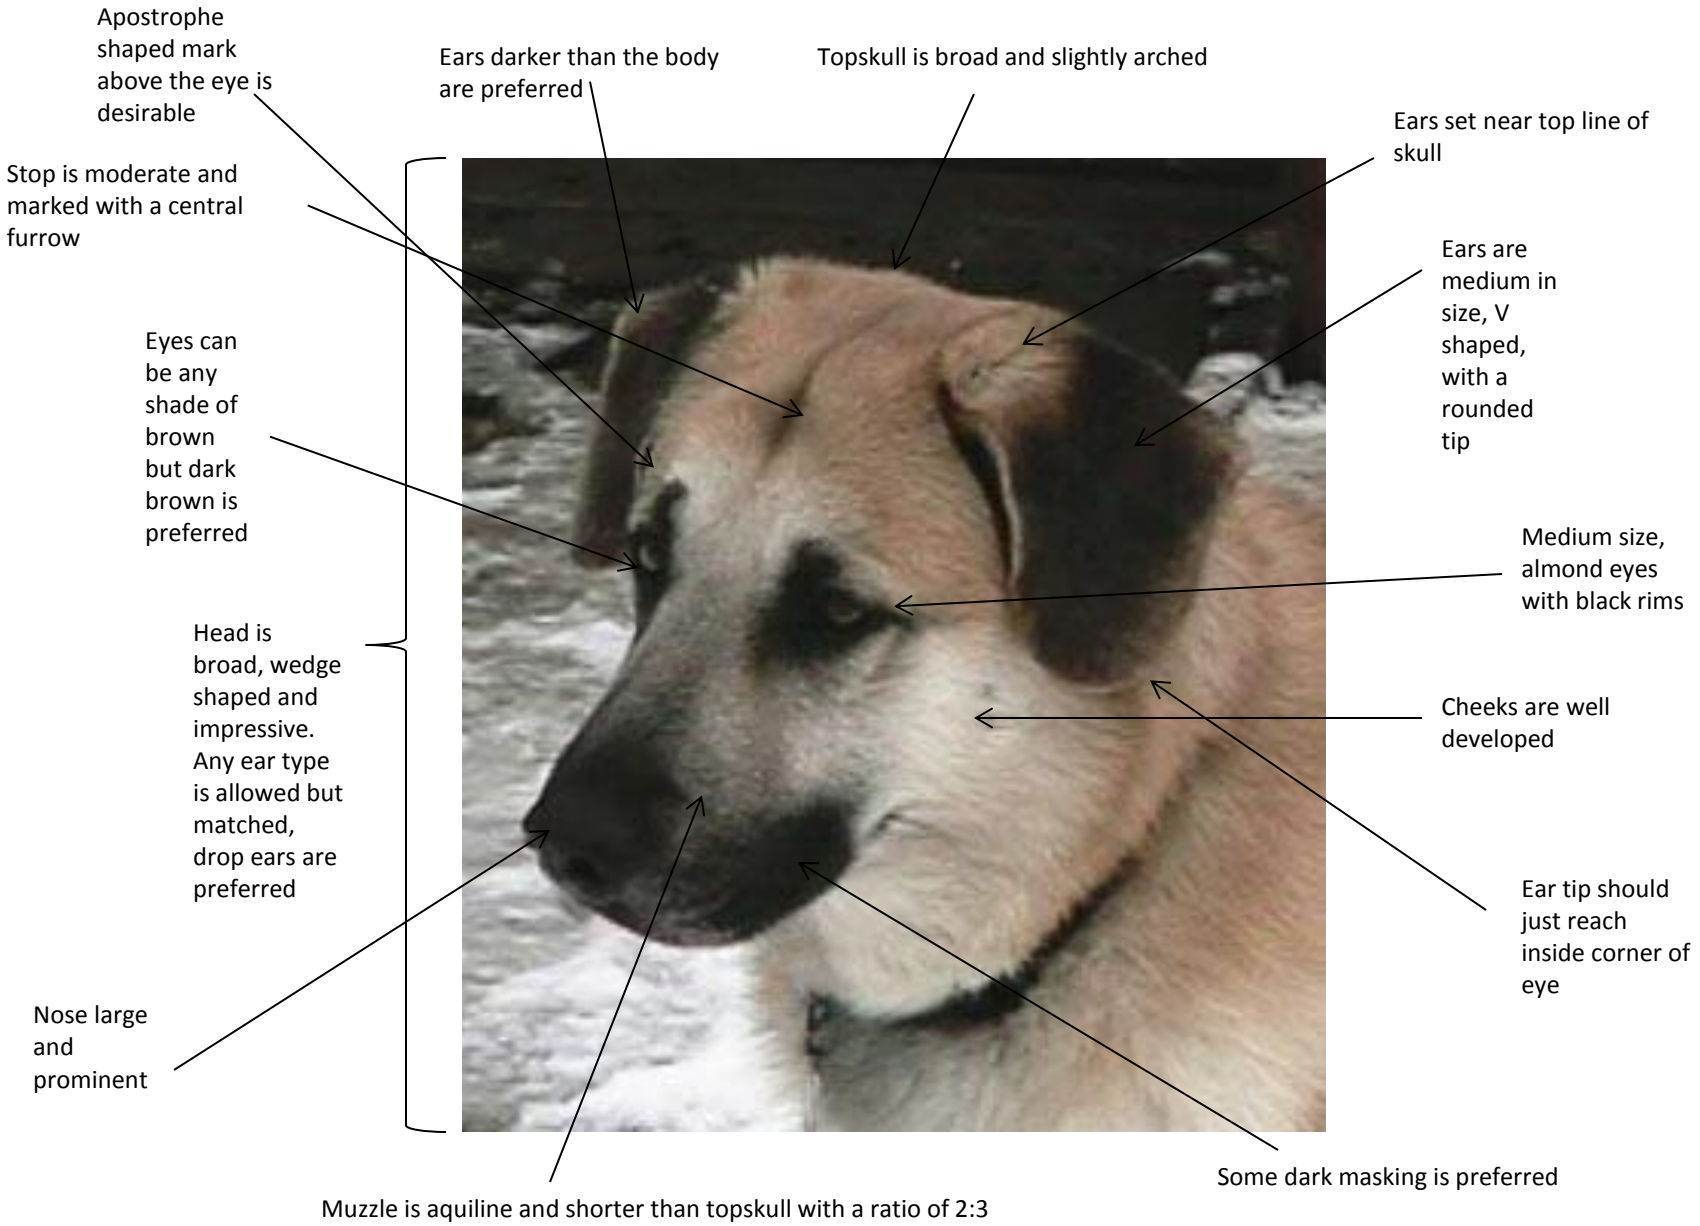 Apostrophe
shaped mark
above the eye is
desirable
Ears darker than the body
are preferred
Topskull is broad and slightly arched
Ears set near top line of
skull
Stop is moderate and
marked with a central
furrow
Ears are
medium in
size, V
shaped,
with a
rounded
tip
Eyes can
be any
shade of
brown
but dark
brown is
preferred
Medium size,
almond eyes
with black rims
Head is
broad, wedge
shaped and
impressive.
Any ear type
is allowed but
matched,
drop ears are
preferred
Cheeks are well
developed
Ear tip should
just reach
inside corner of
eye
Nose large
and
prominent
Some dark masking is preferred
Muzzle is aquiline and shorter than topskull with a ratio of 2:3